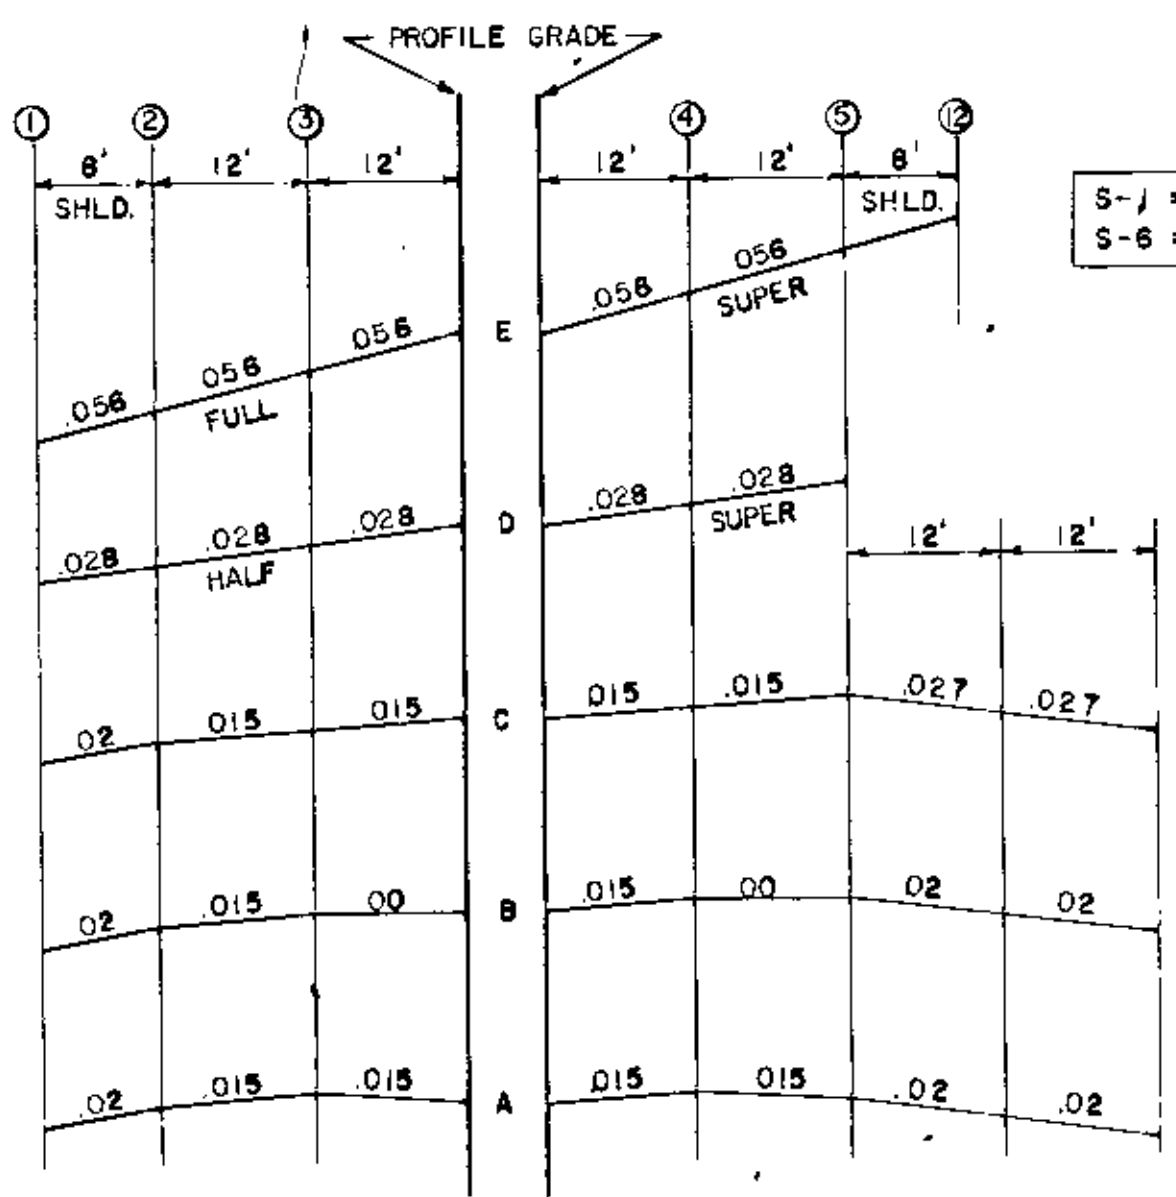 PROFILE GRADE
① ② ③ ④ ⑤ ⑫
8' 12' 12' 12' 12' 8'
SHLD. SHLD.
S-1 =
S-6 =
.056 .056 .056 E .056 .056
FULL SUPER
.028 .028 .028 D .028 .028
HALF SUPER
12' 12'
.02 .015 .015 C .015 .015 .027 .027
.02 .015 .00 B .015 .00 .02 .02
.02 .015 .015 A .015 .015 .02 .02